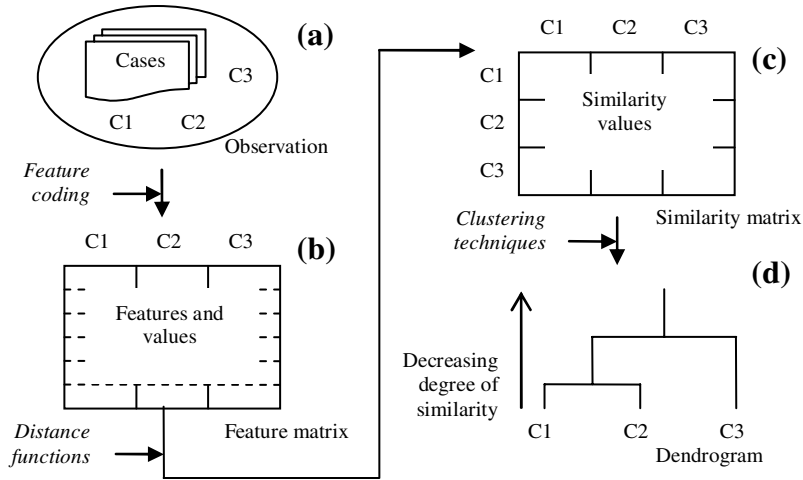 (a)
Cases
C3
C1 C2
Observation
Feature
coding
(b)
C1 C2 C3
Features and
values
Feature matrix
Distance
functions
(c)
C1 C2 C3
C1
C2
C3
Similarity
values
Similarity matrix
Clustering
techniques
(d)
Decreasing
degree of
similarity
C1 C2 C3
Dendrogram